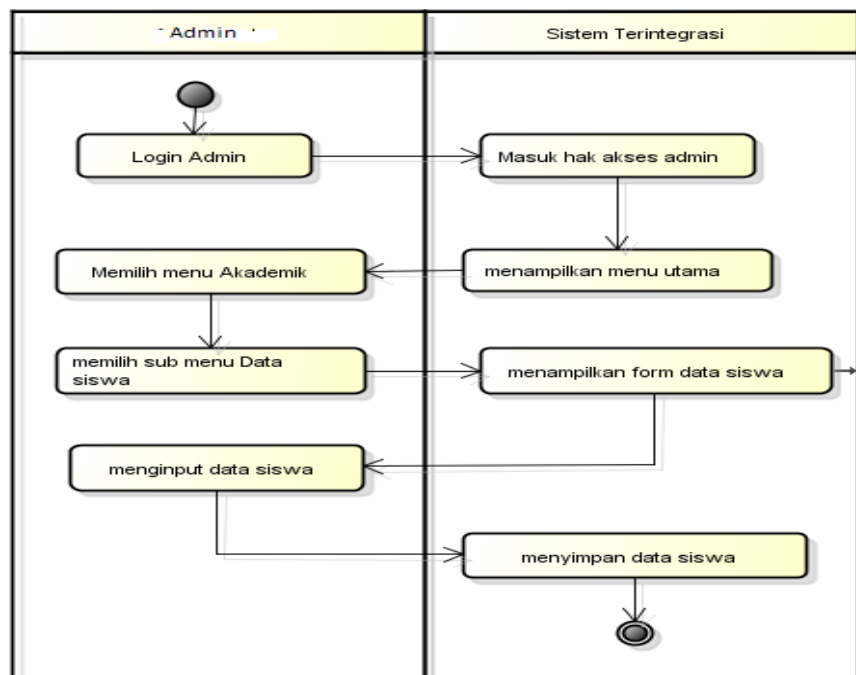 Admin
Sistem Terintegrasi
Login Admin
Masuk hak akses admin
Memilih menu Akademik
menampilkan menu utama
memilih sub menu Data
siswa
menampilkan form data siswa
menginput data siswa
menyimpan data siswa